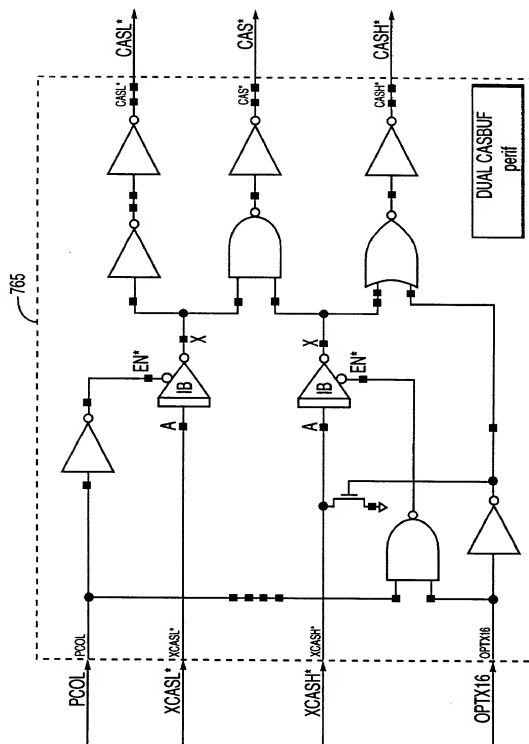 765
CASL*
CAS*
CASH*
CASL*
CAS*
CASH*
DUAL CASBUF
perif
EN*
X
IB
A
X
EN*
IB
A
PCOL
XCASL*
XCASH*
OPTX16
PCOL
XCASL*
XCASH*
OPTX16